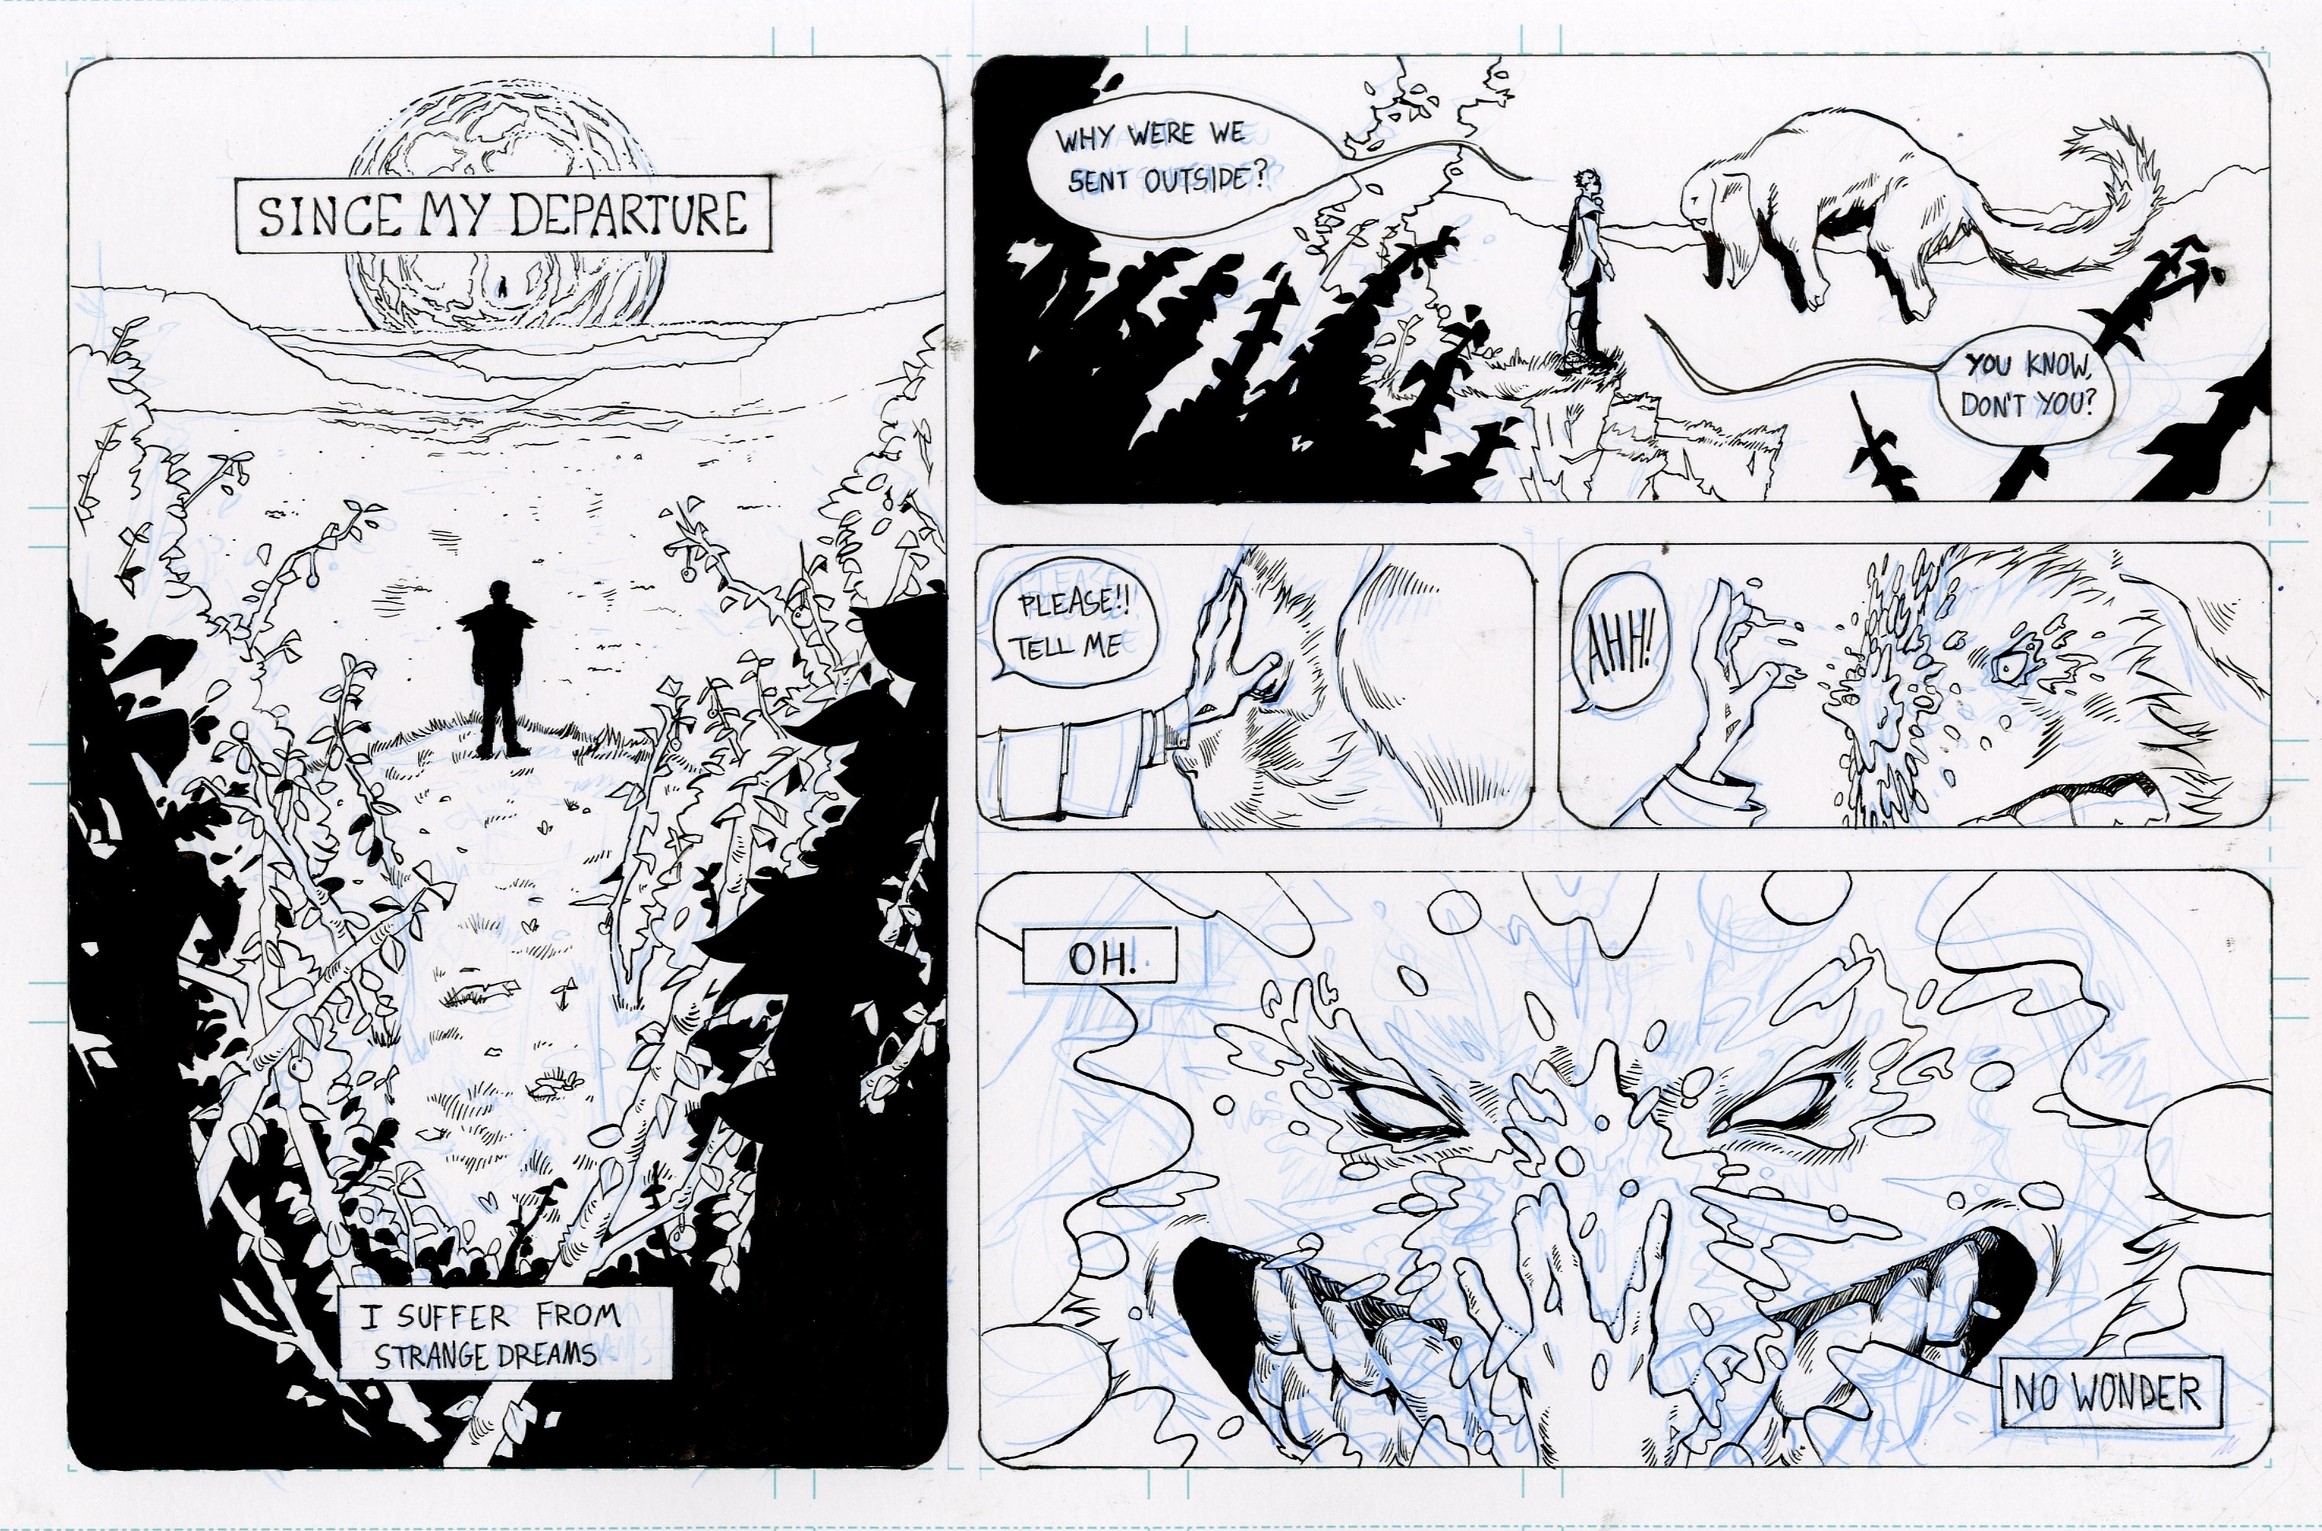 SINCE MY DEPARTURE
I SUFFER FROM
STRANGE DREAMS
WHY WERE WE
SENT OUTSIDE?
YOU KNOW,
DON'T YOU?
PLEASE!!
TELL ME
AHH!
OH.
NO WONDER